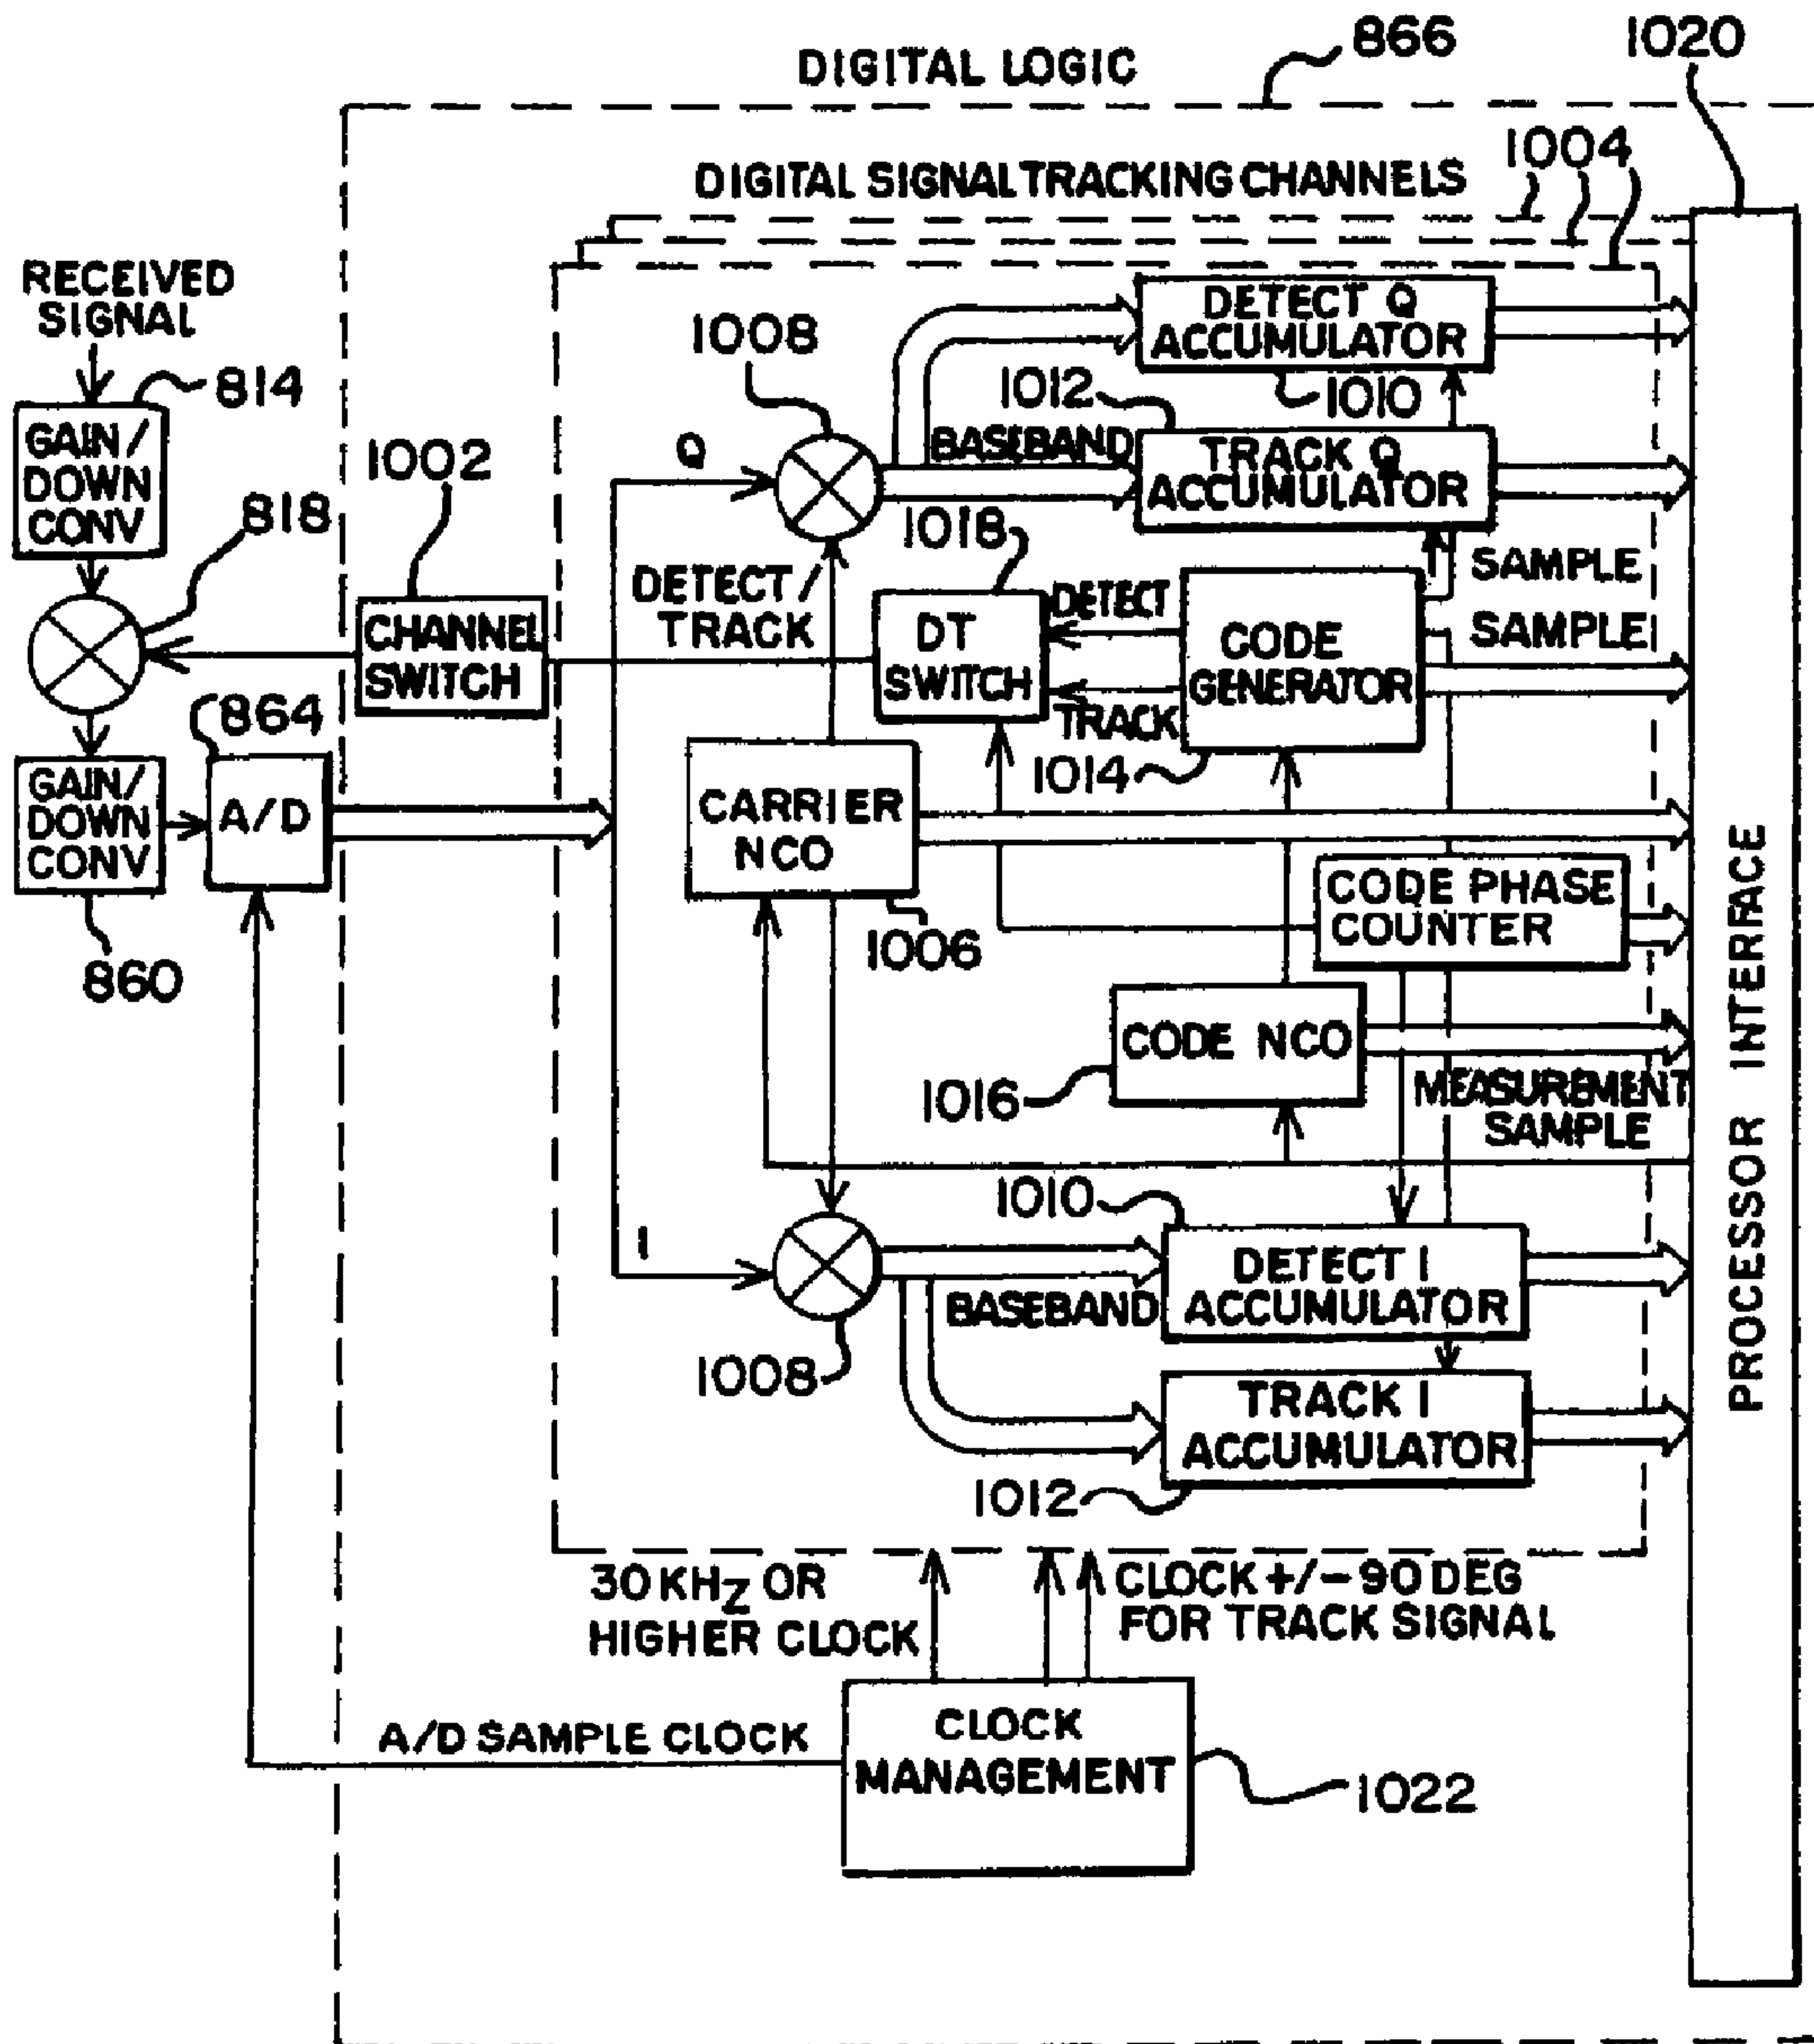 866
1020
DIGITAL LOGIC
1004
DIGITAL SIGNAL TRACKING CHANNELS
RECEIVED
SIGNAL
814
GAIN/
DOWN
CONV
818
1002
CHANNEL
SWITCH
864
GAIN/
DOWN
CONV
A/D
860
1008
Q
DETECT Q
ACCUMULATOR
1010
1012
BASEBAND
TRACK Q
ACCUMULATOR
1018
SAMPLE
SAMPLE
DETECT /
TRACK
DT
SWITCH
DETECT
TRACK
CODE
GENERATOR
1014
CARRIER
NCO
1006
CODE PHASE
COUNTER
CODE NCO
1016
MEASUREMENT
SAMPLE
PROCESSOR INTERFACE
1010
I
DETECT I
ACCUMULATOR
BASEBAND
1008
TRACK I
ACCUMULATOR
1012
30 KHZ OR
HIGHER CLOCK
CLOCK +/- 90 DEG
FOR TRACK SIGNAL
A/D SAMPLE CLOCK
CLOCK
MANAGEMENT
1022